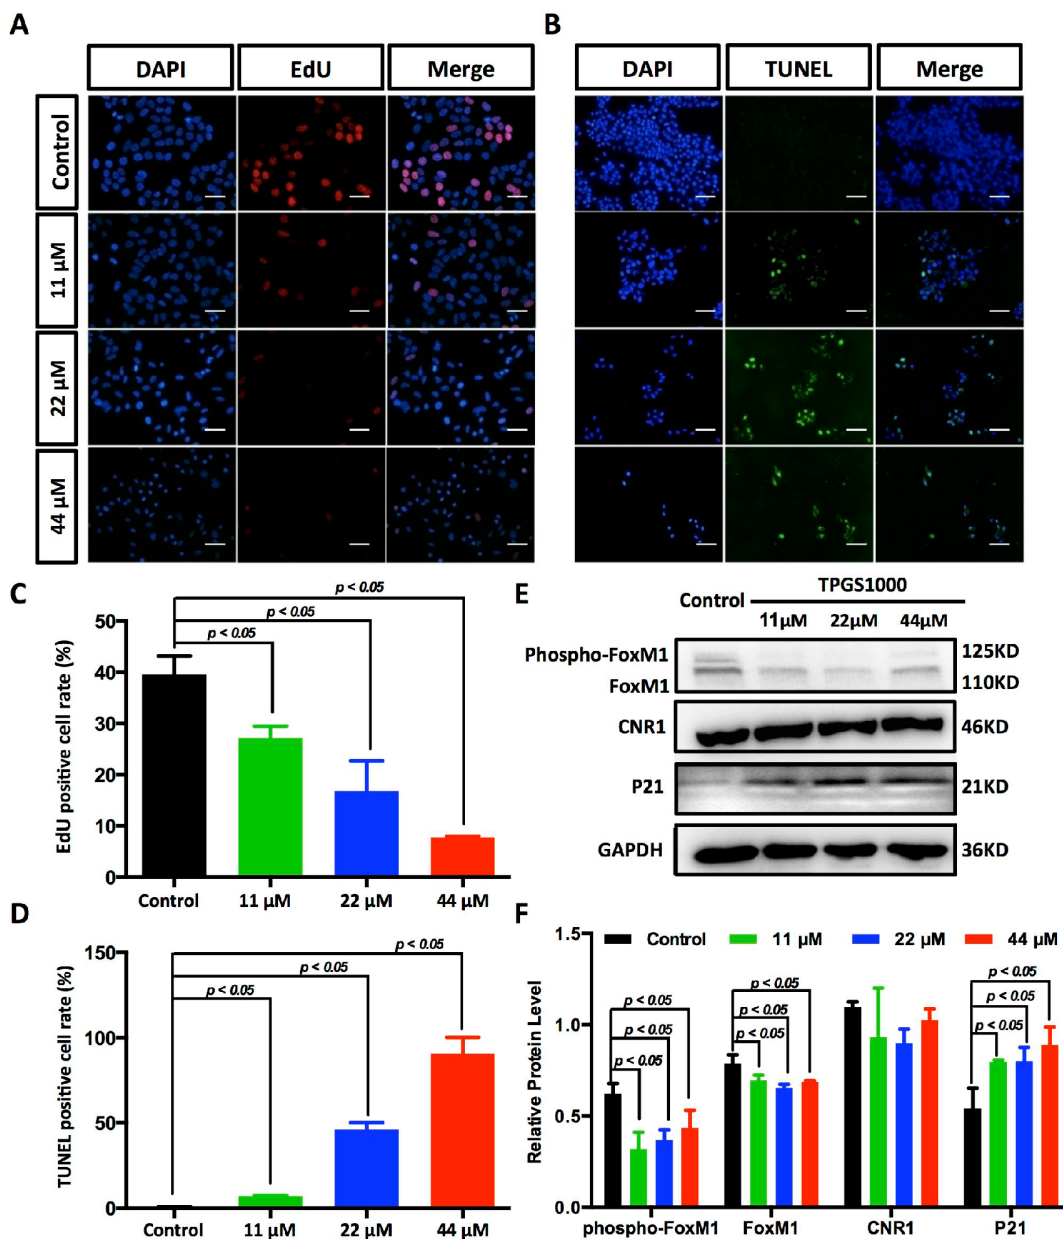 A
DAPI EdU Merge
Control
11 μM
22 μM
44 μM
B
DAPI TUNEL Merge
C
EdU positive cell rate (%)
50
40
30
20
10
0
p < 0.05
p < 0.05
p < 0.05
Control 11 μM 22 μM 44 μM
D
TUNEL positive cell rate (%)
150
100
50
0
p < 0.05
p < 0.05
p < 0.05
Control 11 μM 22 μM 44 μM
E
TPGS1000
Control 11μM 22μM 44μM
Phospho-FoxM1 125KD
FoxM1 110KD
CNR1 46KD
P21 21KD
GAPDH 36KD
F
Relative Protein Level
1.5
1.0
0.5
0.0
Control 11 μM 22 μM 44 μM
p < 0.05
p < 0.05
p < 0.05
p < 0.05
p < 0.05
p < 0.05
p < 0.05
p < 0.05
p < 0.05
phospho-FoxM1 FoxM1 CNR1 P21